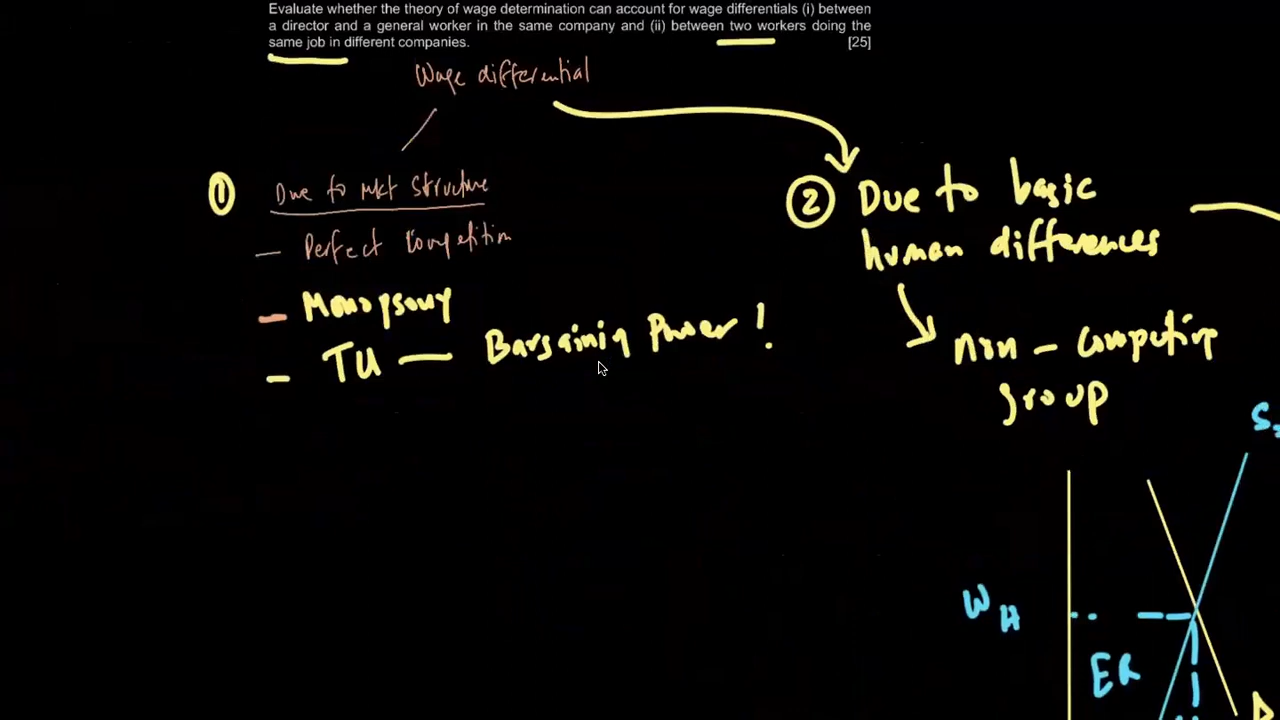 Evaluate whether the theory of wage determination can account for wage differentials (i) between
a director and a general worker in the same company and (ii) between two workers doing the
same job in different companies. [25]
Wage differential
① Due to Mkt Structure
— Perfect Competition
— Monopsony
— TU — Bargaining Power !
② Due to basic
human differences
non - competing
group
S
WH
ER
D